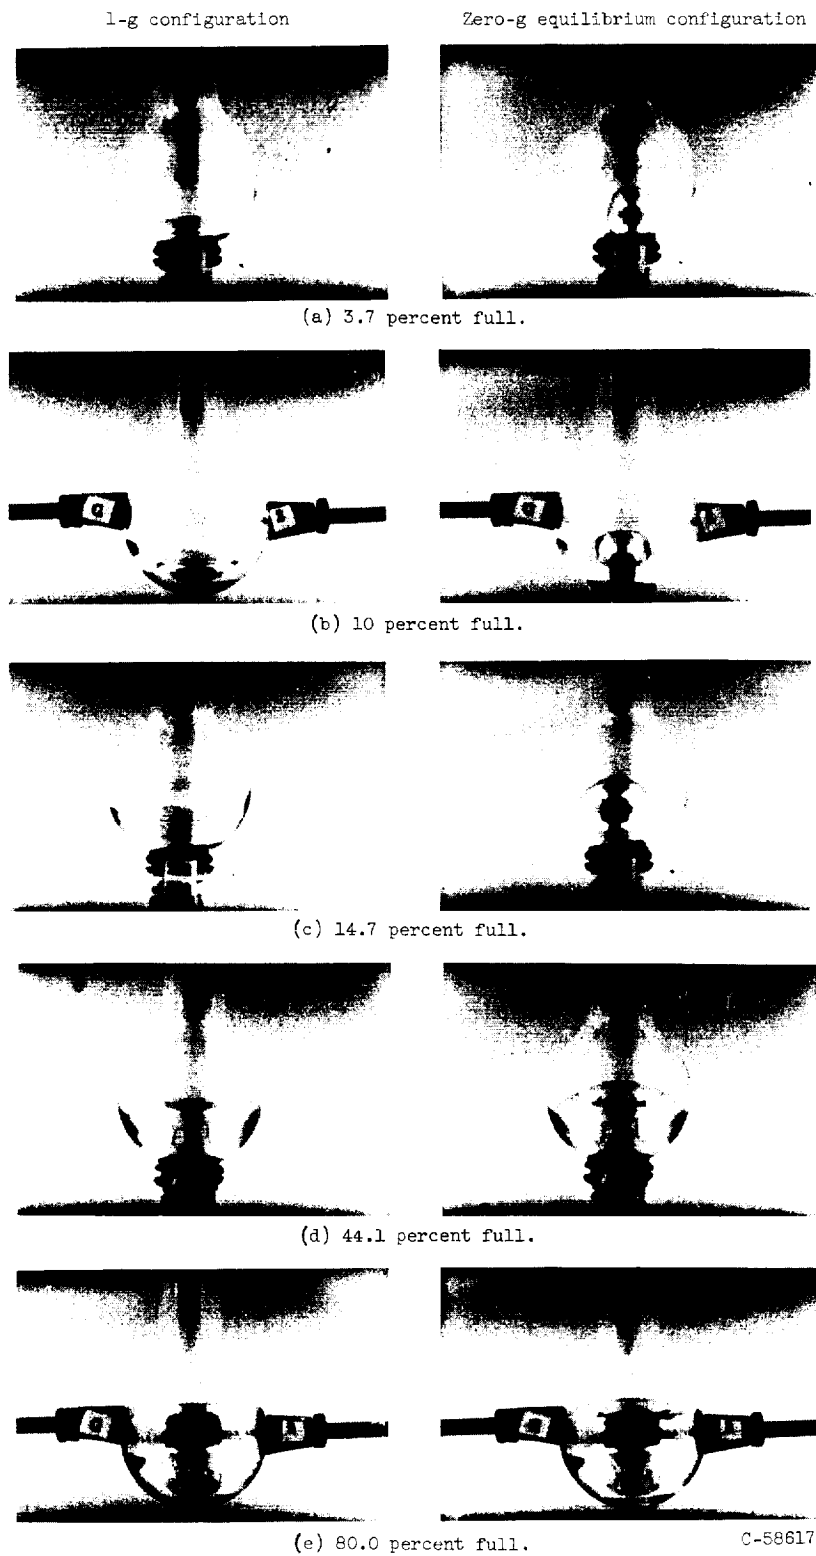 1-g configuration
Zero-g equilibrium configuration
(a) 3.7 percent full.
(b) 10 percent full.
(c) 14.7 percent full.
(d) 44.1 percent full.
(e) 80.0 percent full.
C-58617